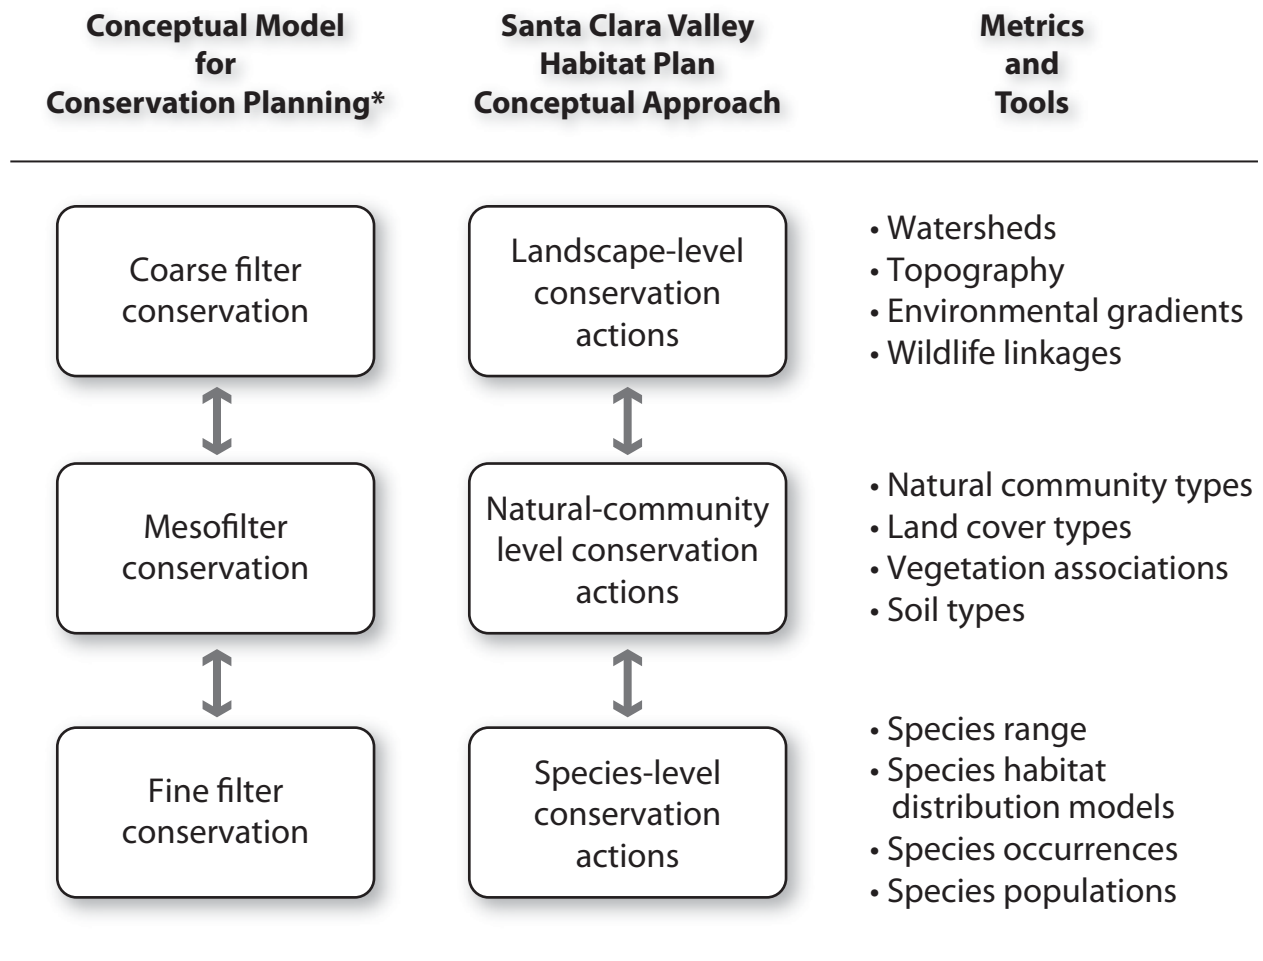 Conceptual Model
for
Conservation Planning*
Santa Clara Valley
Habitat Plan
Conceptual Approach
Metrics
and
Tools
Coarse filter
conservation
Landscape-level
conservation
actions
• Watersheds
• Topography
• Environmental gradients
• Wildlife linkages
Mesofilter
conservation
Natural-community
level conservation
actions
• Natural community types
• Land cover types
• Vegetation associations
• Soil types
Fine filter
conservation
Species-level
conservation
actions
• Species range
• Species habitat
distribution models
• Species occurrences
• Species populations